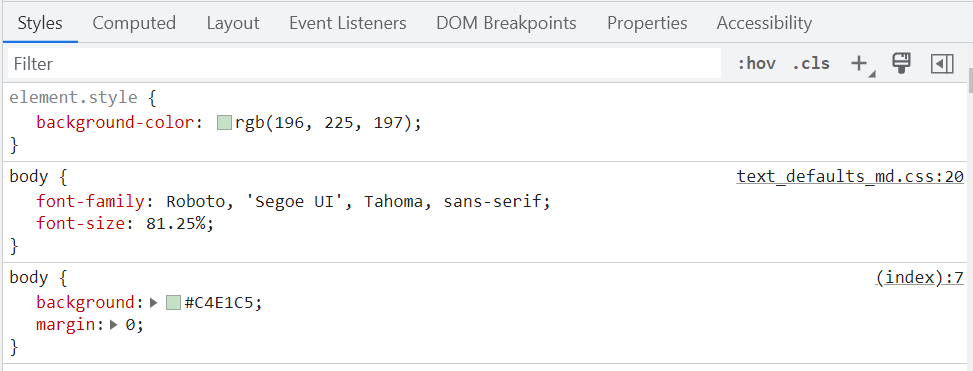 Styles Computed Layout Event Listeners DOM Breakpoints Properties Accessibility
Filter :hov .cls +
element.style {
background-color: rgb(196, 225, 197);
}
body { text_defaults_md.css:20
font-family: Roboto, 'Segoe UI', Tahoma, sans-serif;
font-size: 81.25%;
}
body { (index):7
background: #C4E1C5;
margin: 0;
}